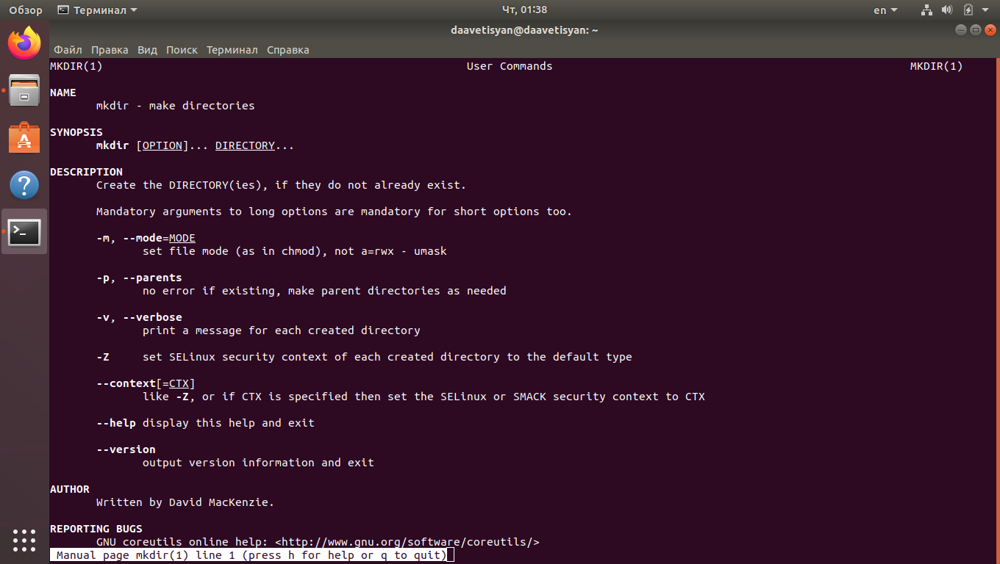 Обзор Терминал Чт, 01:38 en
daavetisyan@daavetisyan: ~
Файл Правка Вид Поиск Терминал Справка
MKDIR(1) User Commands MKDIR(1)
NAME
mkdir - make directories
SYNOPSIS
mkdir [OPTION]... DIRECTORY...
DESCRIPTION
Create the DIRECTORY(ies), if they do not already exist.
Mandatory arguments to long options are mandatory for short options too.
-m, --mode=MODE
set file mode (as in chmod), not a=rwx - umask
-p, --parents
no error if existing, make parent directories as needed
-v, --verbose
print a message for each created directory
-Z set SELinux security context of each created directory to the default type
--context[=CTX]
like -Z, or if CTX is specified then set the SELinux or SMACK security context to CTX
--help display this help and exit
--version
output version information and exit
AUTHOR
Written by David MacKenzie.
REPORTING BUGS
GNU coreutils online help: <http://www.gnu.org/software/coreutils/>
Manual page mkdir(1) line 1 (press h for help or q to quit)